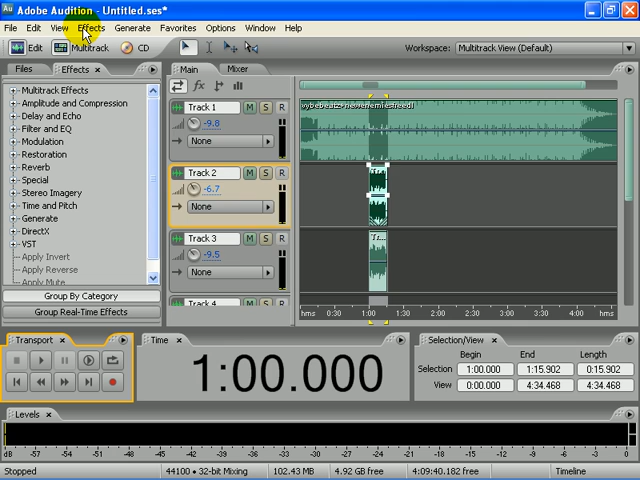 Au Adobe Audition - Untitled.ses*
File Edit View Effects Generate Favorites Options Window Help
Edit Multitrack CD Workspace: Multitrack View (Default)
Files Effects × Main Mixer
Multitrack Effects
Amplitude and Compression
Delay and Echo
Filter and EQ
Modulation
Restoration
Reverb
Special
Stereo Imagery
Time and Pitch
Generate
DirectX
VST
Apply Invert
Apply Reverse
Apply Mute
Group By Category
Group Real-Time Effects
Track 1 M S R
-9.8
None
Track 2 M S R
-6.7
None
Track 3 M S R
-9.5
None
Track 4 M S R
hms 0:30 1:00 1:30 2:00 2:30 3:00 3:30 4:00 hms
Transport × Time × Selection/View ×
1:00.000
Begin End Length
Selection 1:00.000 1:15.902 0:15.902
View 0:00.000 4:34.468 4:34.468
Levels ×
dB -57 -54 -51 -48 -45 -42 -39 -36 -33 -30 -27 -24 -21 -18 -15 -12 -9 -6 -3 0
Stopped 44100 • 32-bit Mixing 102.43 MB 4.92 GB free 4:09:40.182 free Timeline